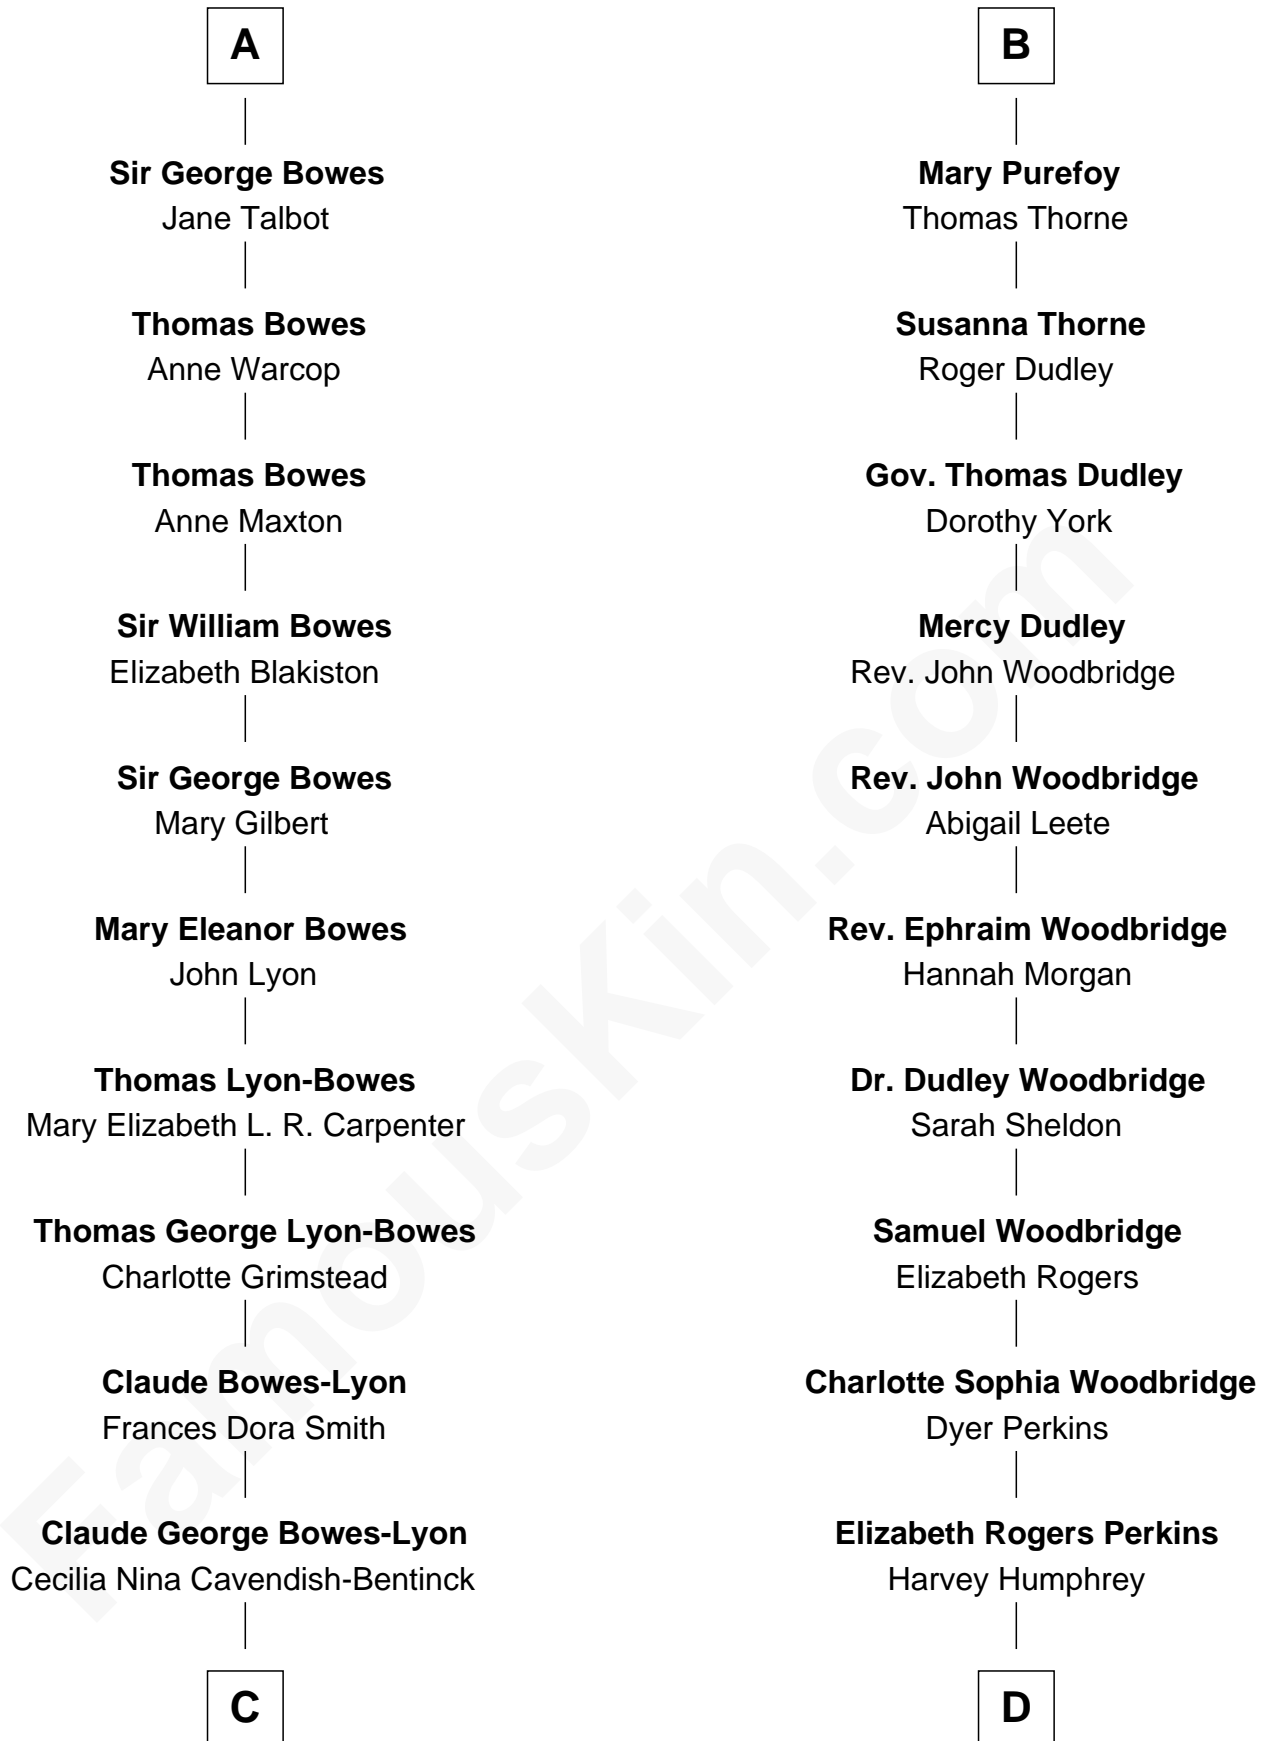 A
Sir George Bowes
Jane Talbot
Thomas Bowes
Anne Warcop
Thomas Bowes
Anne Maxton
Sir William Bowes
Elizabeth Blakiston
Sir George Bowes
Mary Gilbert
Mary Eleanor Bowes
John Lyon
Thomas Lyon-Bowes
Mary Elizabeth L. R. Carpenter
Thomas George Lyon-Bowes
Charlotte Grimstead
Claude Bowes-Lyon
Frances Dora Smith
Claude George Bowes-Lyon
Cecilia Nina Cavendish-Bentinck
C
B
Mary Purefoy
Thomas Thorne
Susanna Thorne
Roger Dudley
Gov. Thomas Dudley
Dorothy York
Mercy Dudley
Rev. John Woodbridge
Rev. John Woodbridge
Abigail Leete
Rev. Ephraim Woodbridge
Hannah Morgan
Dr. Dudley Woodbridge
Sarah Sheldon
Samuel Woodbridge
Elizabeth Rogers
Charlotte Sophia Woodbridge
Dyer Perkins
Elizabeth Rogers Perkins
Harvey Humphrey
D
FamousKin.com